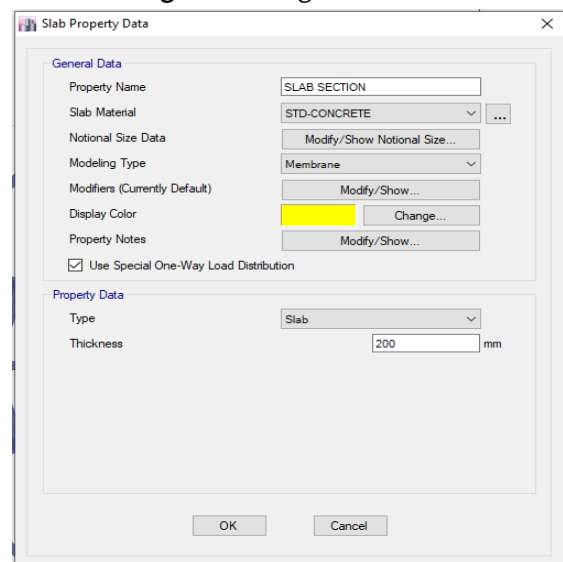 Slab Property Data
General Data
Property Name SLAB SECTION
Slab Material STD-CONCRETE ...
Notional Size Data Modify/Show Notional Size...
Modeling Type Membrane
Modifiers (Currently Default) Modify/Show...
Display Color Change...
Property Notes Modify/Show...
Use Special One-Way Load Distribution
Property Data
Type Slab
Thickness 200 mm
OK Cancel